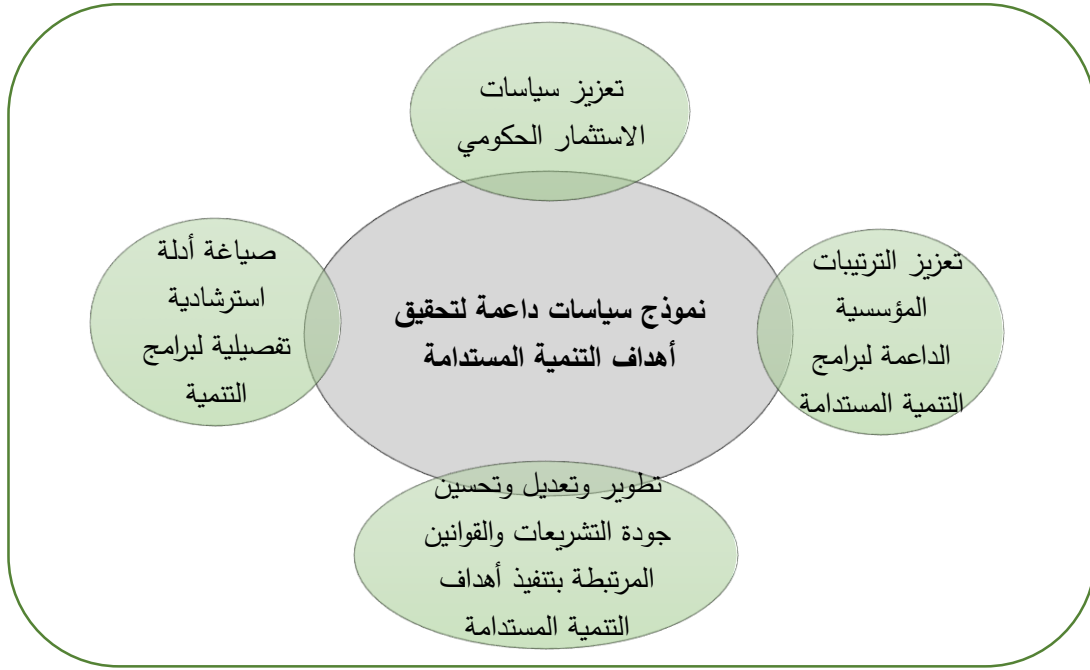 تعزيز سياسات
الاستثمار الحكومي
تعزيز الترتيبات
المؤسسية
الداعمة لبرامج
التنمية المستدامة
نموذج سياسات داعمة لتحقيق
أهداف التنمية المستدامة
صياغة أدلة
استرشادية
تفصيلية لبرامج
التنمية
تطوير وتعديل وتحسين
جودة التشريعات والقوانين
المرتبطة بتنفيذ أهداف
التنمية المستدامة